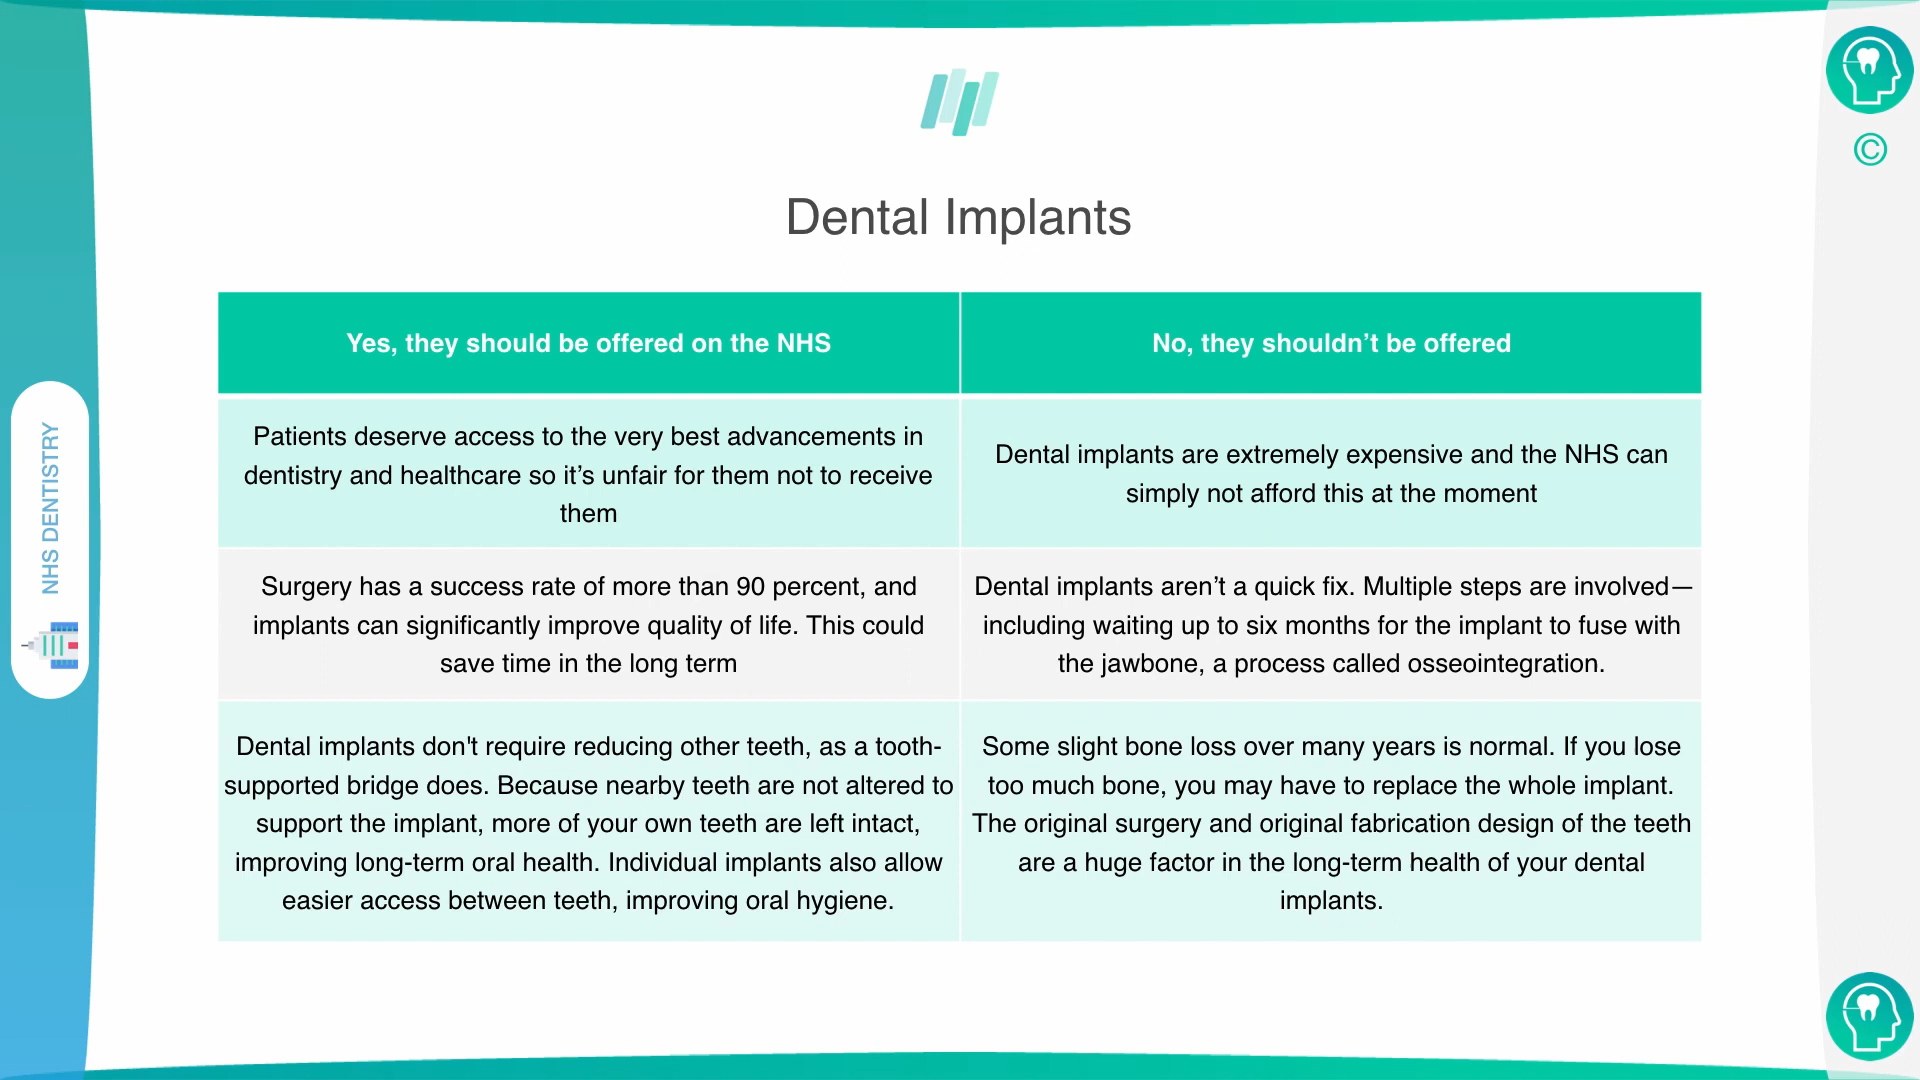 Dental Implants
Yes, they should be offered on the NHS
No, they shouldn’t be offered
Patients deserve access to the very best advancements in
dentistry and healthcare so it’s unfair for them not to receive
them
Dental implants are extremely expensive and the NHS can
simply not afford this at the moment
Surgery has a success rate of more than 90 percent, and
implants can significantly improve quality of life. This could
save time in the long term
Dental implants aren’t a quick fix. Multiple steps are involved—
including waiting up to six months for the implant to fuse with
the jawbone, a process called osseointegration.
Dental implants don't require reducing other teeth, as a tooth-
supported bridge does. Because nearby teeth are not altered to
support the implant, more of your own teeth are left intact,
improving long-term oral health. Individual implants also allow
easier access between teeth, improving oral hygiene.
Some slight bone loss over many years is normal. If you lose
too much bone, you may have to replace the whole implant.
The original surgery and original fabrication design of the teeth
are a huge factor in the long-term health of your dental
implants.
NHS DENTISTRY
©